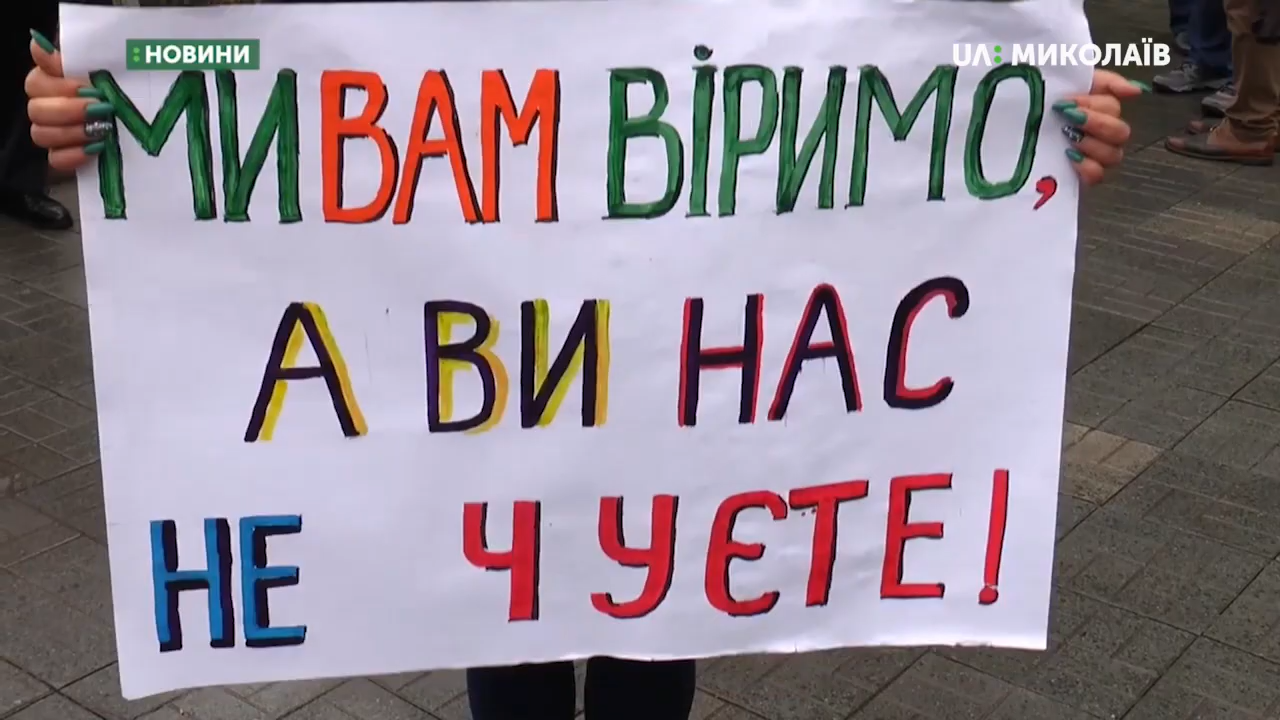 :НОВИНИ
UA: МИКОЛАЇВ
МИ ВАМ ВІРИМО,
А ВИ НАС
НЕ ЧУЄТЕ!